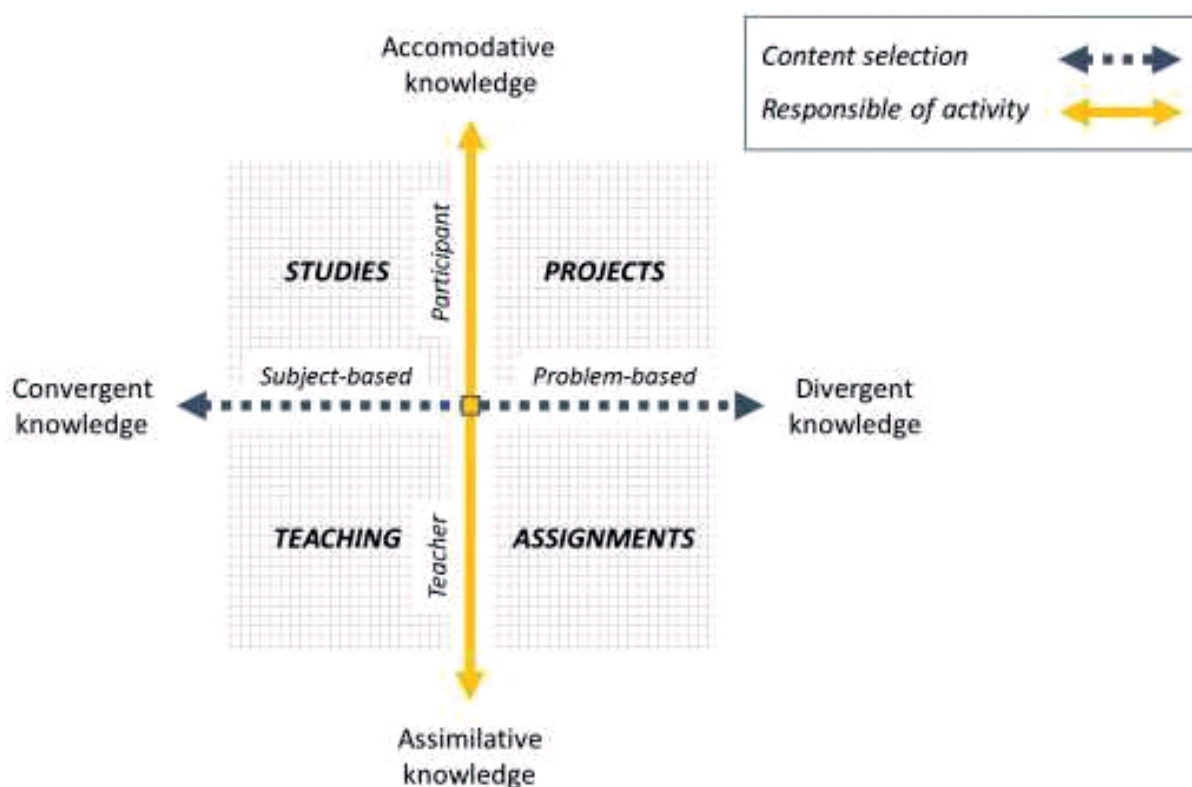 Accomodative
knowledge
Content selection
Responsible of activity
Participant
STUDIES
PROJECTS
Subject-based
Problem-based
Convergent
knowledge
Divergent
knowledge
TEACHING
Teacher
ASSIGNMENTS
Assimilative
knowledge